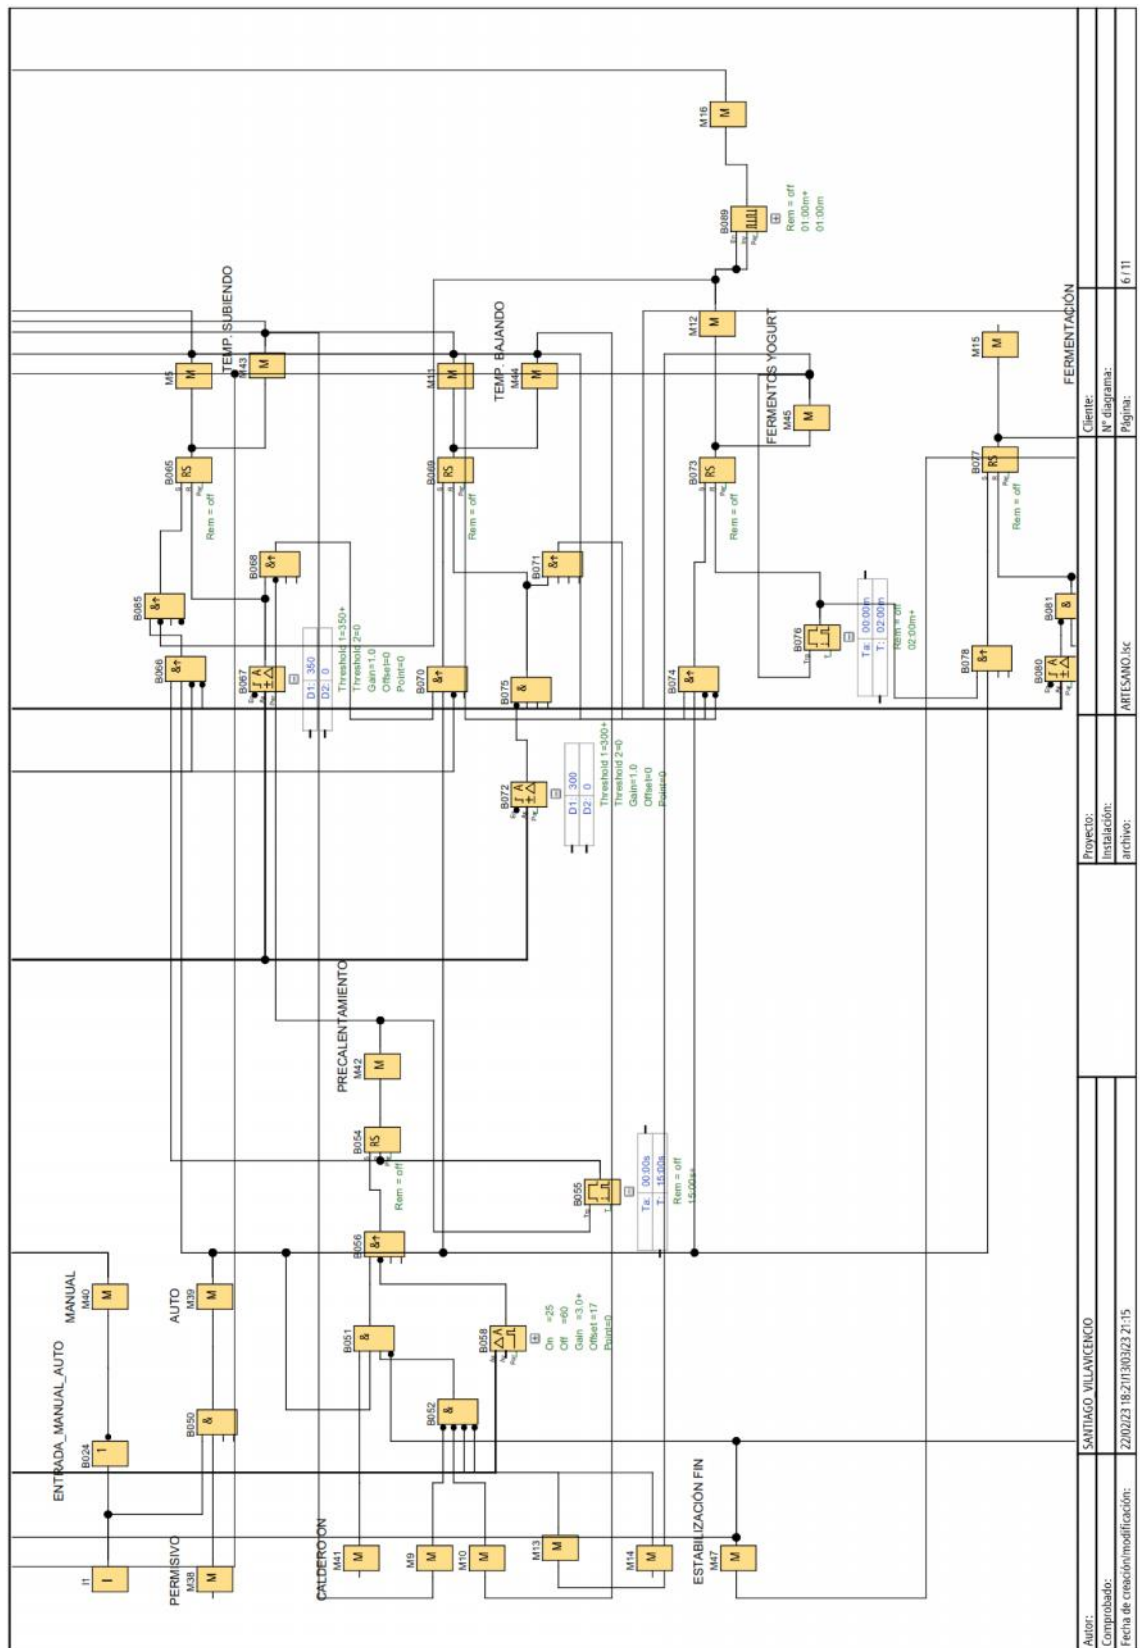 ENTRADA_MANUAL_AUTO
I1
I
B024
1
MANUAL
M40
M
PERMISIVO
M38
M
B050
&
AUTO
M39
M
CALDERO ON
M41
M
M9
M
M10
M
M13
M
M14
M
ESTABILIZACIÓN FIN
M47
M
B051
&
B052
&
B058
On =25
Off =60
Gain =3.0+
Offset =17
Point=0
B056
&↑
B054
RS
Rem = off
PRECALENTAMIENTO
M42
M
B055
Ta: 00:00s
T: 15:00s
Rem = off
15:00s+
B066
&↑
B085
&↑
B065
RS
Rem = off
M5
M
TEMP. SUBIENDO
M43
M
B067
D1: 350
D2: 0
Threshold 1=350+
Threshold 2=0
Gain=1.0
Offset=0
Point=0
B068
&↑
B070
&↑
B069
RS
Rem = off
M11
M
TEMP. BAJANDO
M44
M
B072
D1: 300
D2: 0
Threshold 1=300+
Threshold 2=0
Gain=1.0
Offset=0
Point=0
B075
&
B071
&↑
B074
&↑
B073
RS
Rem = off
M12
M
FERMENTOS YOGURT
M45
M
B089
Rem = off
01:00m+
01:00m
M16
M
B076
Ta: 00:00m
T: 02:00m
Rem = off
02:00m+
B078
&↑
B077
RS
Rem = off
M15
M
B080
B081
&
FERMENTACIÓN
Autor:
SANTIAGO_VILLAVICENCIO
Proyecto:
Cliente:
Comprobado:
Instalación:
N° diagrama:
Fecha de creación/modificación:
22/02/23 18:21/13/03/23 21:15
archivo:
ARTESANO.lsc
Página:
6 / 11